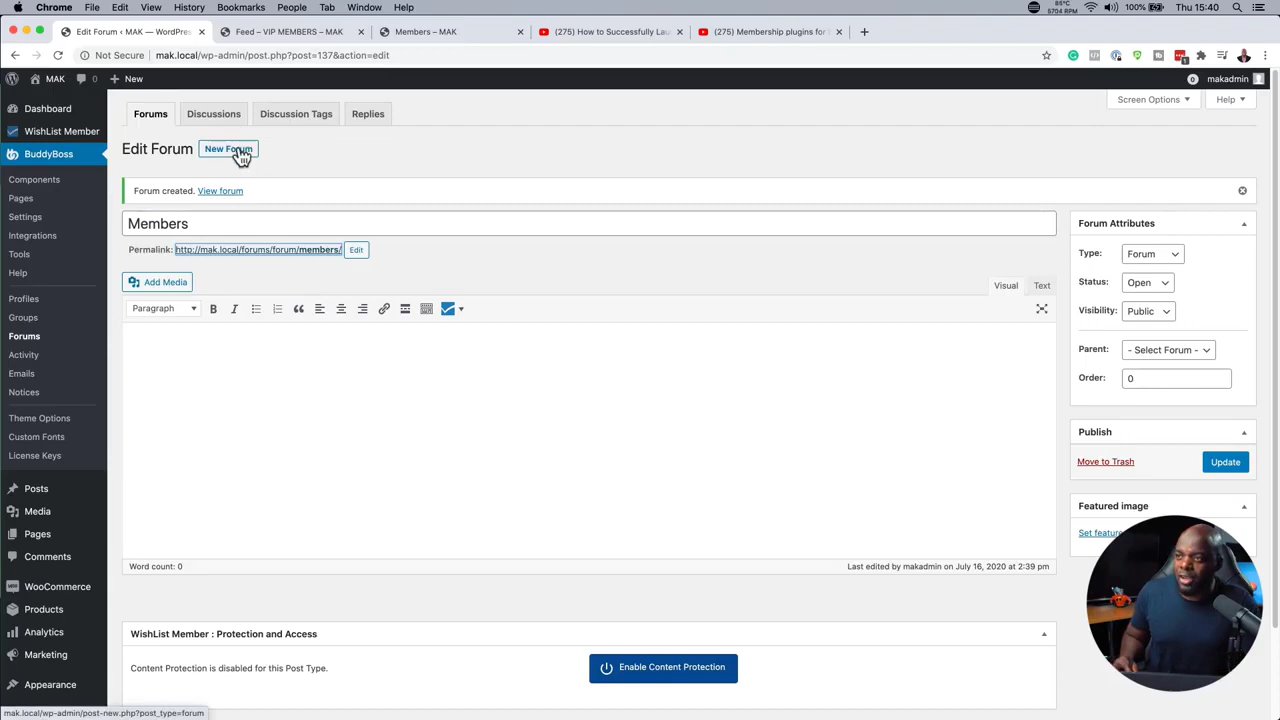 Chrome File Edit View History Bookmarks People Tab Window Help
86°C
5704 RPM
100%
Thu 15:40
Edit Forum ‹ MAK — WordPres
Feed – VIP MEMBERS – MAK
Members – MAK
(275) How to Successfully Lau
(275) Membership plugins for
Not Secure
mak.local/wp-admin/post.php?post=137&action=edit
MAK
0
New
0
makadmin
Forums
Discussions
Discussion Tags
Replies
Screen Options
Help
Dashboard
WishList Member
BuddyBoss
Components
Pages
Settings
Integrations
Tools
Help
Profiles
Groups
Forums
Activity
Emails
Notices
Theme Options
Custom Fonts
License Keys
Posts
Media
Pages
Comments
WooCommerce
Products
Analytics
Marketing
Appearance
Edit Forum
New Forum
Forum created. View forum
Members
Permalink: http://mak.local/forums/forum/members/
Edit
Add Media
Visual
Text
Paragraph
B
I
Word count: 0
Last edited by makadmin on July 16, 2020 at 2:39 pm
WishList Member : Protection and Access
Content Protection is disabled for this Post Type.
Enable Content Protection
Forum Attributes
Type: Forum
Status: Open
Visibility: Public
Parent: - Select Forum -
Order: 0
Publish
Move to Trash
Update
Featured image
Set featur
mak.local/wp-admin/post-new.php?post_type=forum